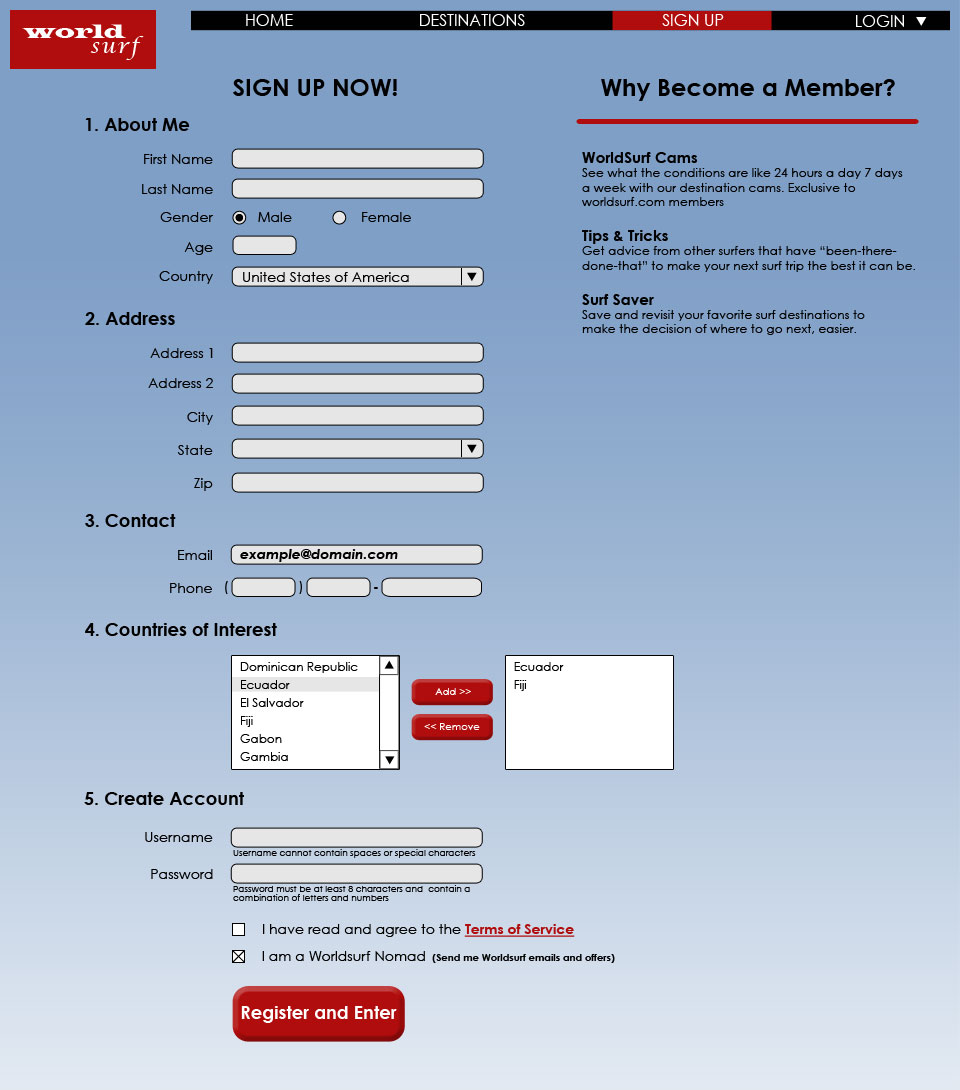 world
surf
HOME
DESTINATIONS
SIGN UP
LOGIN
SIGN UP NOW!
1. About Me
First Name
Last Name
Gender Male Female
Age
Country United States of America
2. Address
Address 1
Address 2
City
State
Zip
3. Contact
Email example@domain.com
Phone ( ) -
4. Countries of Interest
Dominican Republic
Ecuador
El Salvador
Fiji
Gabon
Gambia
Add >>
<< Remove
Ecuador
Fiji
5. Create Account
Username
Username cannot contain spaces or special characters
Password
Password must be at least 8 characters and contain a
combination of letters and numbers
I have read and agree to the Terms of Service
I am a Worldsurf Nomad (Send me Worldsurf emails and offers)
Register and Enter
Why Become a Member?
WorldSurf Cams
See what the conditions are like 24 hours a day 7 days
a week with our destination cams. Exclusive to
worldsurf.com members
Tips & Tricks
Get advice from other surfers that have “been-there-
done-that” to make your next surf trip the best it can be.
Surf Saver
Save and revisit your favorite surf destinations to
make the decision of where to go next, easier.